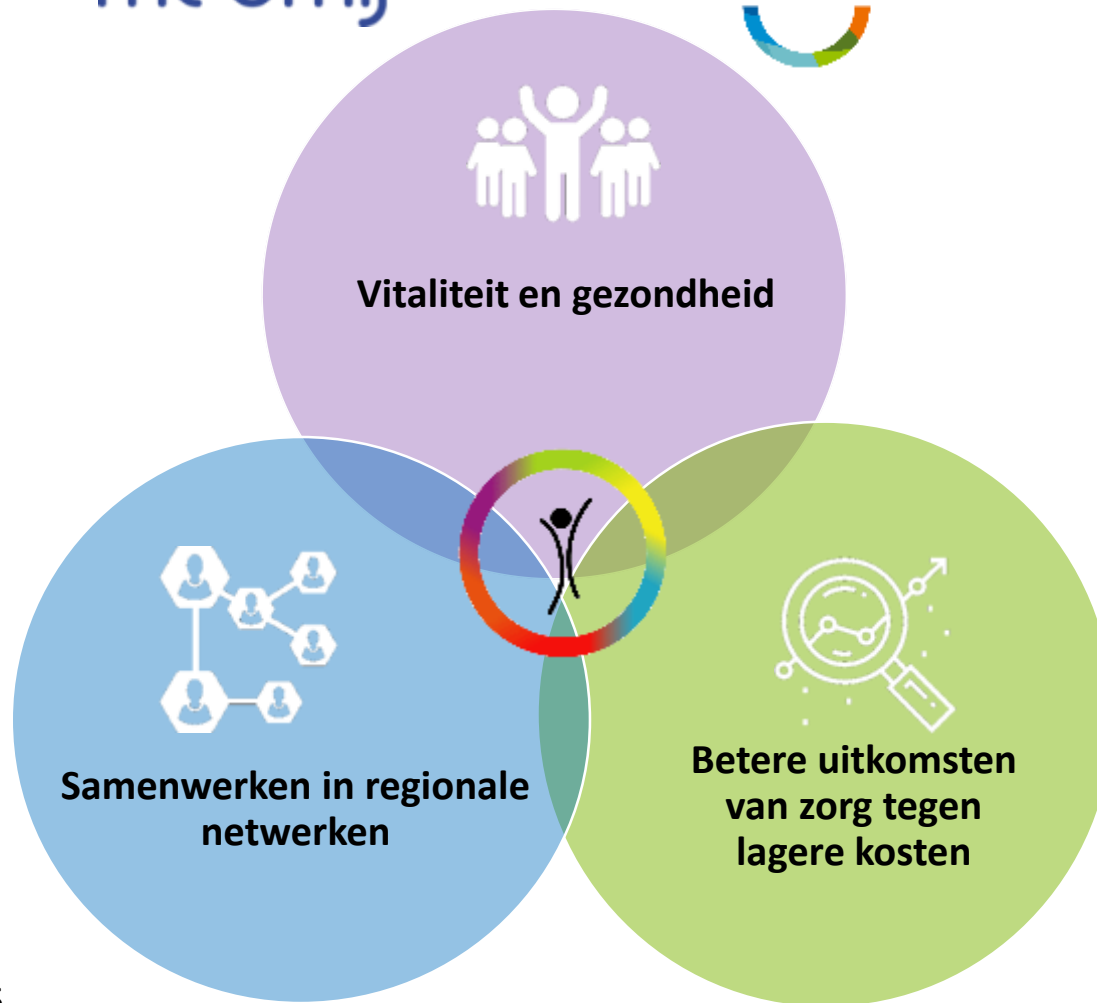 Vitaliteit en gezondheid
Samenwerken in regionale
netwerken
Betere uitkomsten
van zorg tegen
lagere kosten